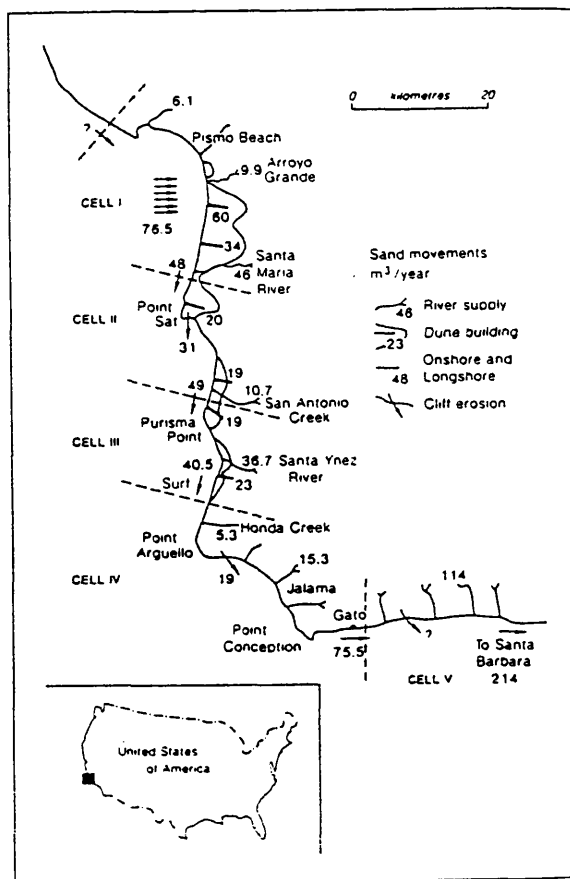 0 kilometres 20
6.1
?
Pismo Beach
9.9 Arroyo
Grande
CELL I
76.5
60
34
Santa
46 Maria
River
48
Sand movements
m³/year
46 River supply
Dune building
23
Onshore and
48 Longshore
Cliff erosion
CELL II
Point
Sat
20
31
19
10.7
49
San Antonio
Creek
Purisma
Point
19
CELL III
40.5
36.7 Santa Ynez
River
Surf
23
Honda Creek
5.3
Point
Arguello
15.3
19
CELL IV
Jalama
114
Gato
Point
Conception
75.5
?
To Santa
Barbara
CELL V
214
United States
of America